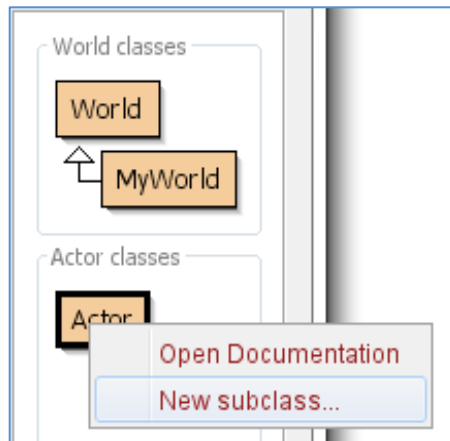 World classes
World
MyWorld
Actor classes
Actor
Open Documentation
New subclass...